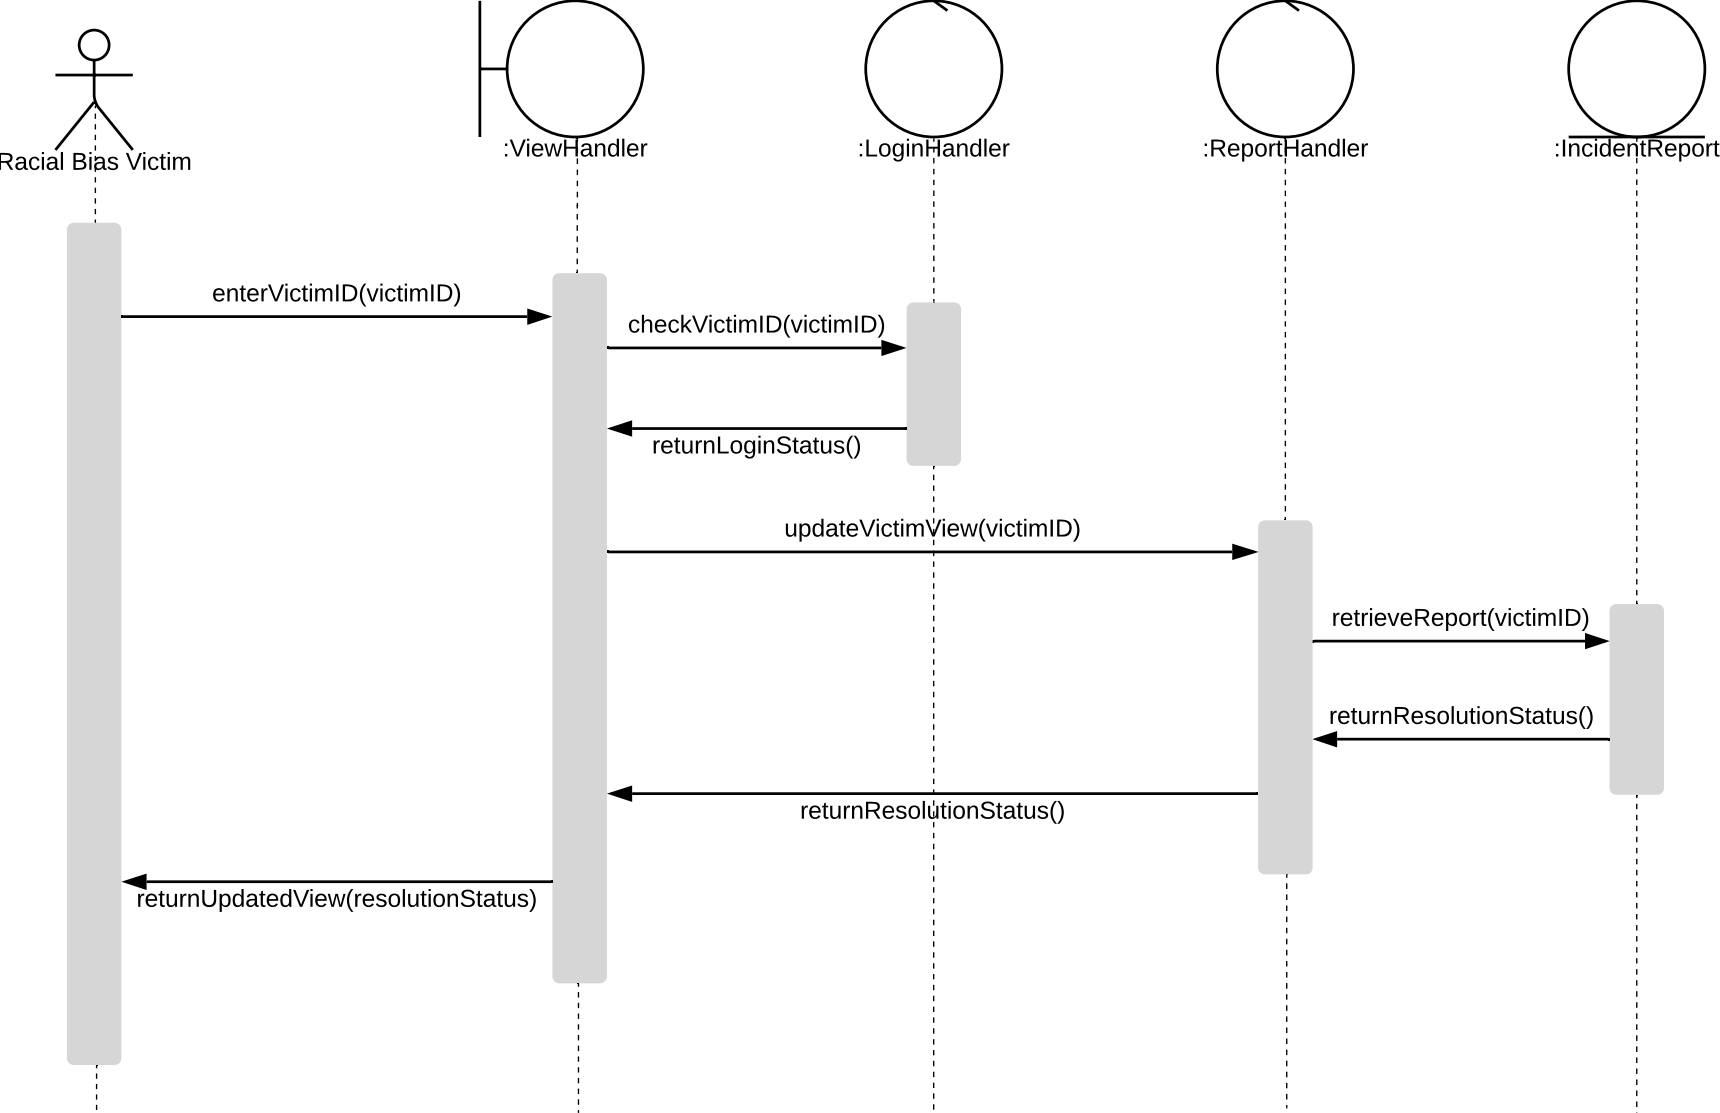 Racial Bias Victim
:ViewHandler
:LoginHandler
:ReportHandler
:IncidentReport
enterVictimID(victimID)
checkVictimID(victimID)
returnLoginStatus()
updateVictimView(victimID)
retrieveReport(victimID)
returnResolutionStatus()
returnResolutionStatus()
returnUpdatedView(resolutionStatus)